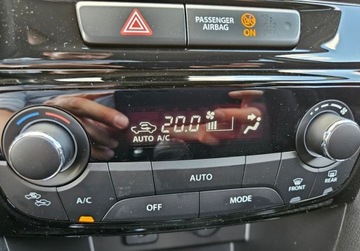 PASSENGER
AIRBAG
ON
20.0
AUTO A/C
AUTO
A/C
OFF
MODE
FRONT
REAR